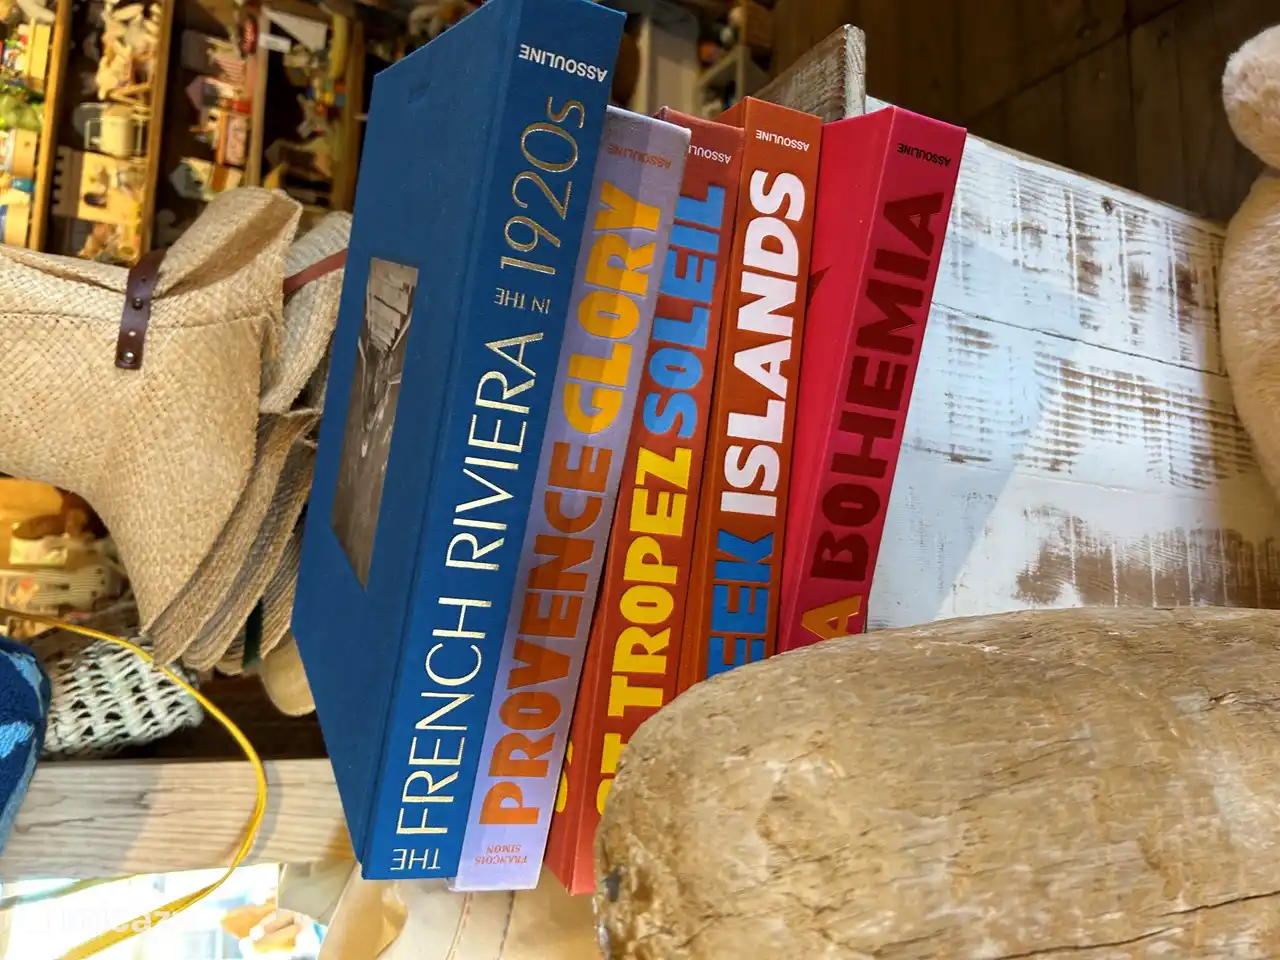 THE FRENCH RIVIERA IN THE 1920s
ASSOULINE
PROVENCE GLORY
ASSOULINE
FRANÇOIS
SIMON
ST TROPEZ SOLEIL
ASSOULINE
EEK ISLANDS
ASSOULINE
A BOHEMIA
ASSOULINE